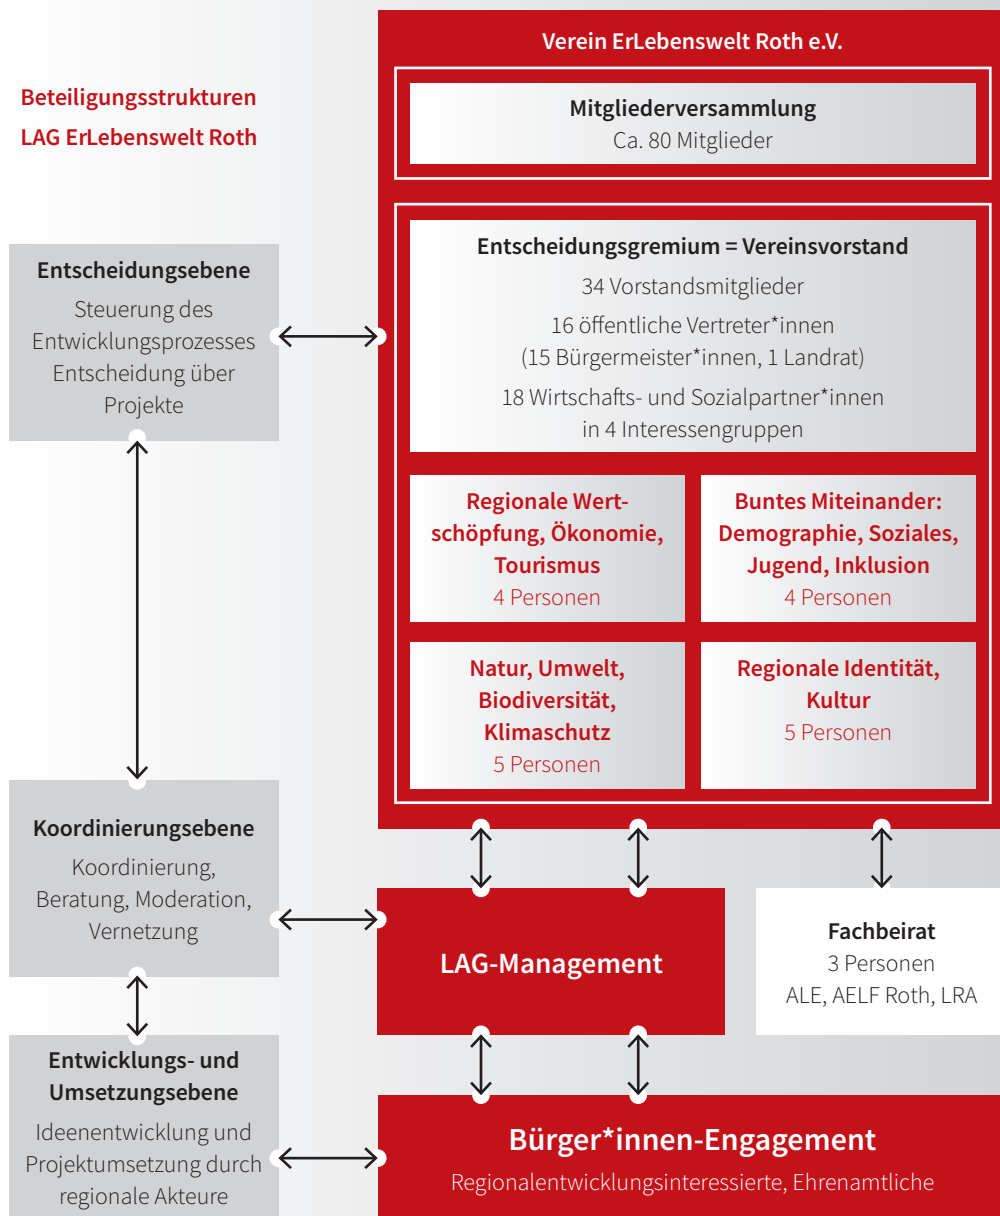 Beteiligungsstrukturen
LAG ErLebenswelt Roth
Verein ErLebenswelt Roth e.V.
Mitgliederversammlung
Ca. 80 Mitglieder
Entscheidungsgremium = Vereinsvorstand
34 Vorstandsmitglieder
16 öffentliche Vertreter*innen
(15 Bürgermeister*innen, 1 Landrat)
18 Wirtschafts- und Sozialpartner*innen
in 4 Interessengruppen
Regionale Wert-
schöpfung, Ökonomie,
Tourismus
4 Personen
Buntes Miteinander:
Demographie, Soziales,
Jugend, Inklusion
4 Personen
Natur, Umwelt,
Biodiversität,
Klimaschutz
5 Personen
Regionale Identität,
Kultur
5 Personen
Entscheidungsebene
Steuerung des
Entwicklungsprozesses
Entscheidung über
Projekte
Koordinierungsebene
Koordinierung,
Beratung, Moderation,
Vernetzung
LAG-Management
Fachbeirat
3 Personen
ALE, AELF Roth, LRA
Entwicklungs- und
Umsetzungsebene
Ideenentwicklung und
Projektumsetzung durch
regionale Akteure
Bürger*innen-Engagement
Regionalentwicklungsinteressierte, Ehrenamtliche